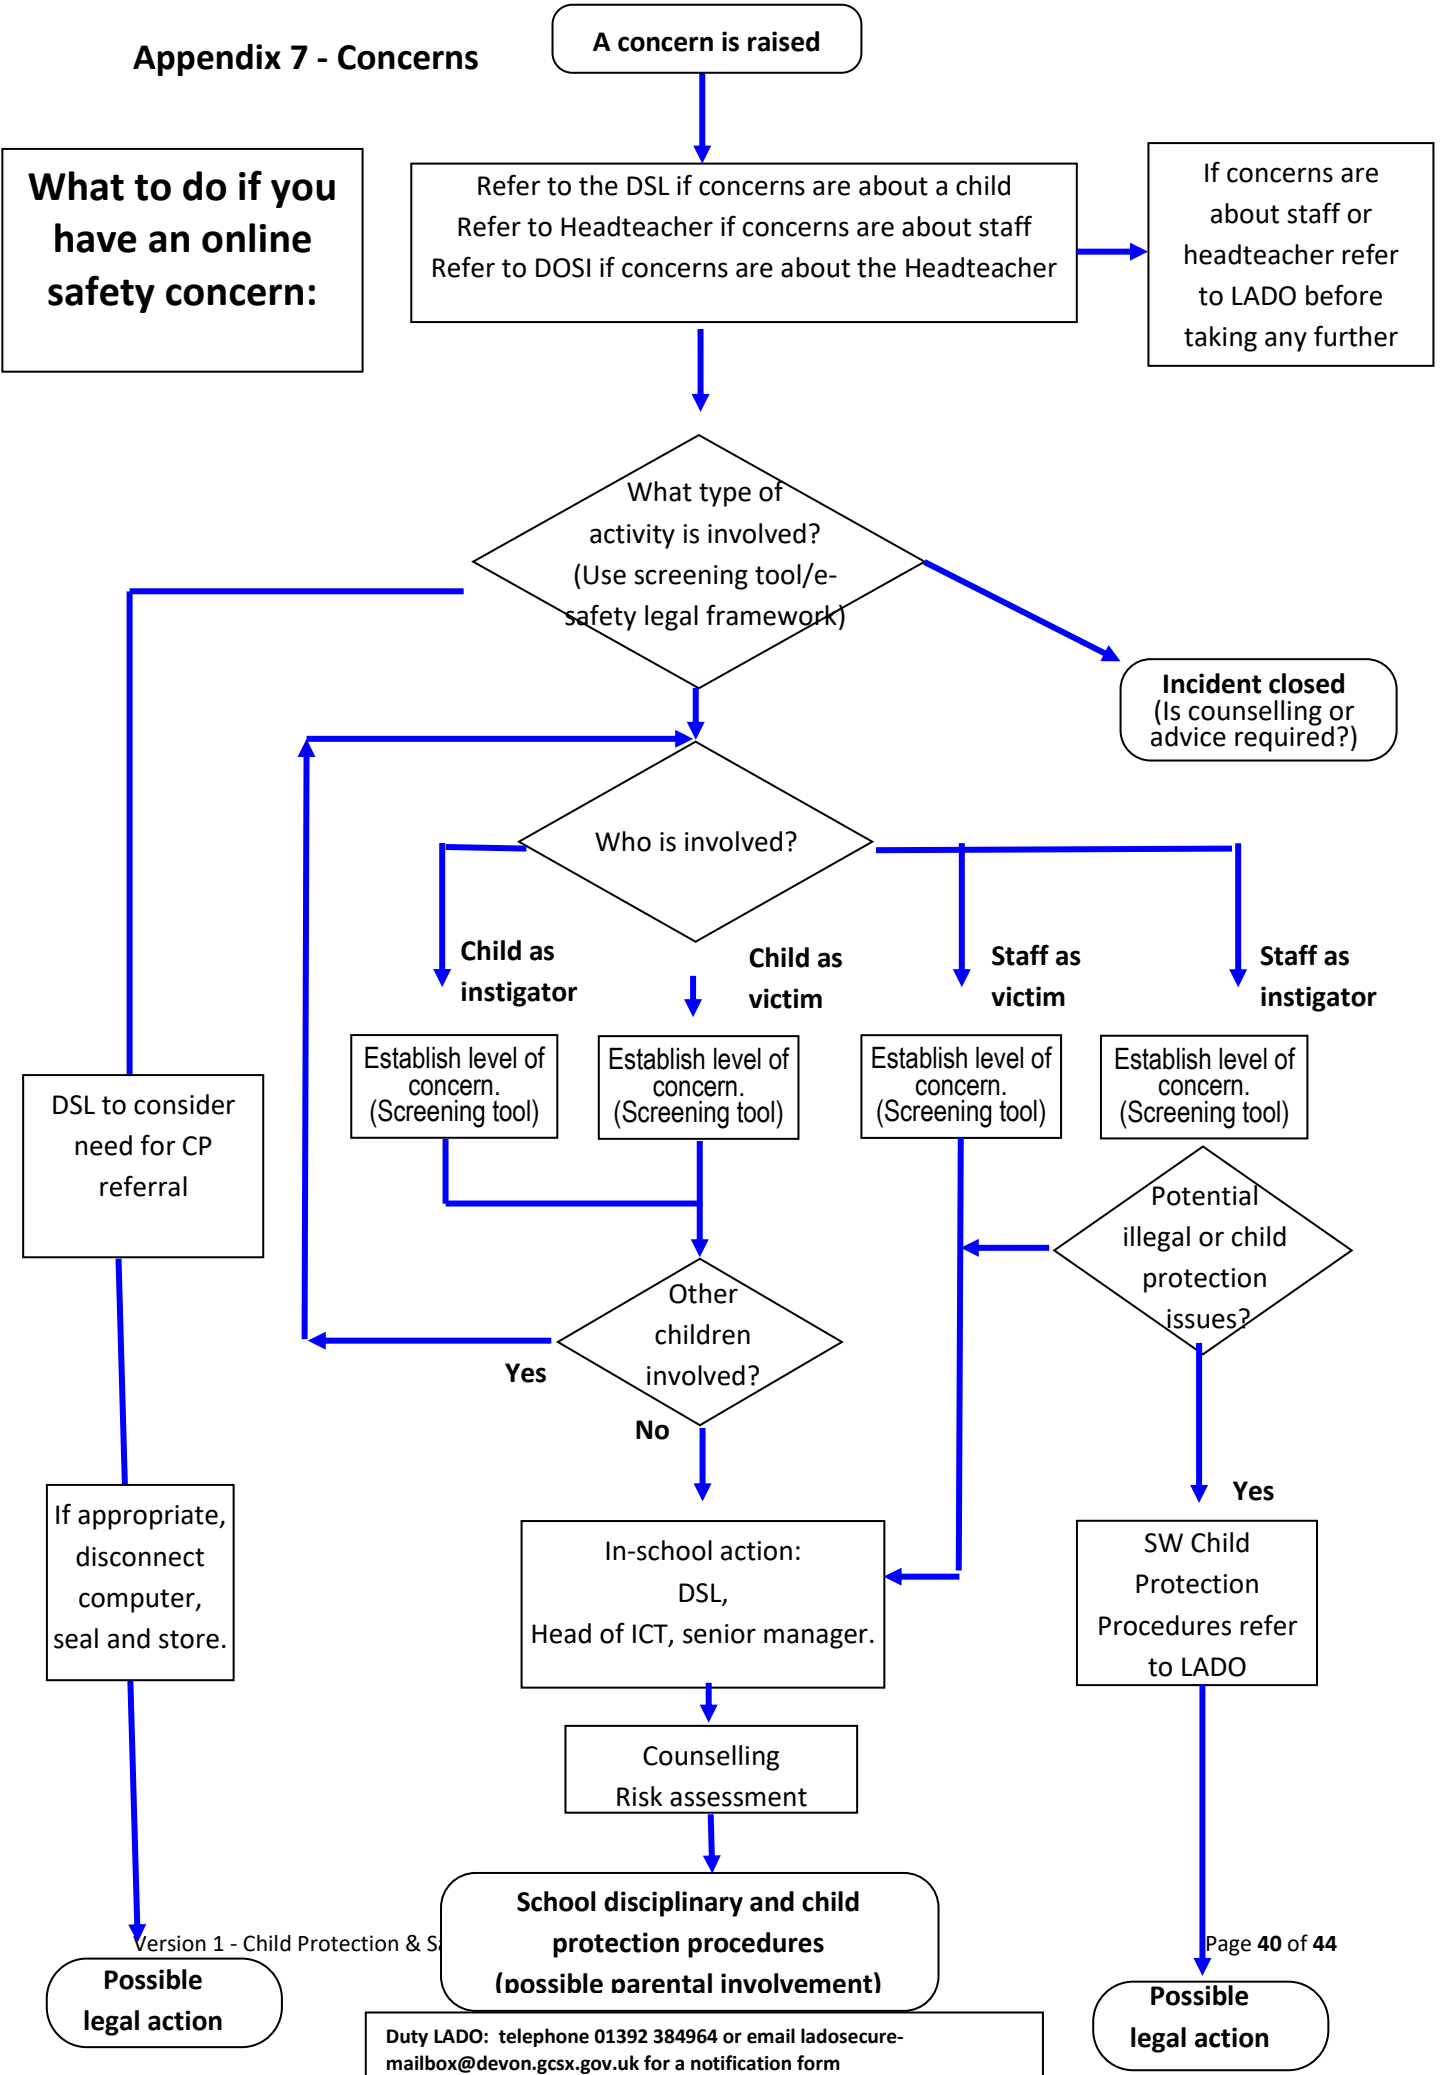 Appendix 7 - Concerns
A concern is raised
What to do if you
have an online
safety concern:
Refer to the DSL if concerns are about a child
Refer to Headteacher if concerns are about staff
Refer to DOSI if concerns are about the Headteacher
If concerns are
about staff or
headteacher refer
to LADO before
taking any further
What type of
activity is involved?
(Use screening tool/e-
safety legal framework)
Incident closed
(Is counselling or
advice required?)
Who is involved?
Child as
instigator
Child as
victim
Staff as
victim
Staff as
instigator
Establish level of
concern.
(Screening tool)
Establish level of
concern.
(Screening tool)
Establish level of
concern.
(Screening tool)
Establish level of
concern.
(Screening tool)
DSL to consider
need for CP
referral
Potential
illegal or child
protection
issues?
Other
children
involved?
Yes
No
Yes
If appropriate,
disconnect
computer,
seal and store.
In-school action:
DSL,
Head of ICT, senior manager.
SW Child
Protection
Procedures refer
to LADO
Counselling
Risk assessment
School disciplinary and child
protection procedures
(possible parental involvement)
Version 1 - Child Protection &
Page 40 of 44
Possible
legal action
Possible
legal action
Duty LADO: telephone 01392 384964 or email ladosecure-
mailbox@devon.gcsx.gov.uk for a notification form